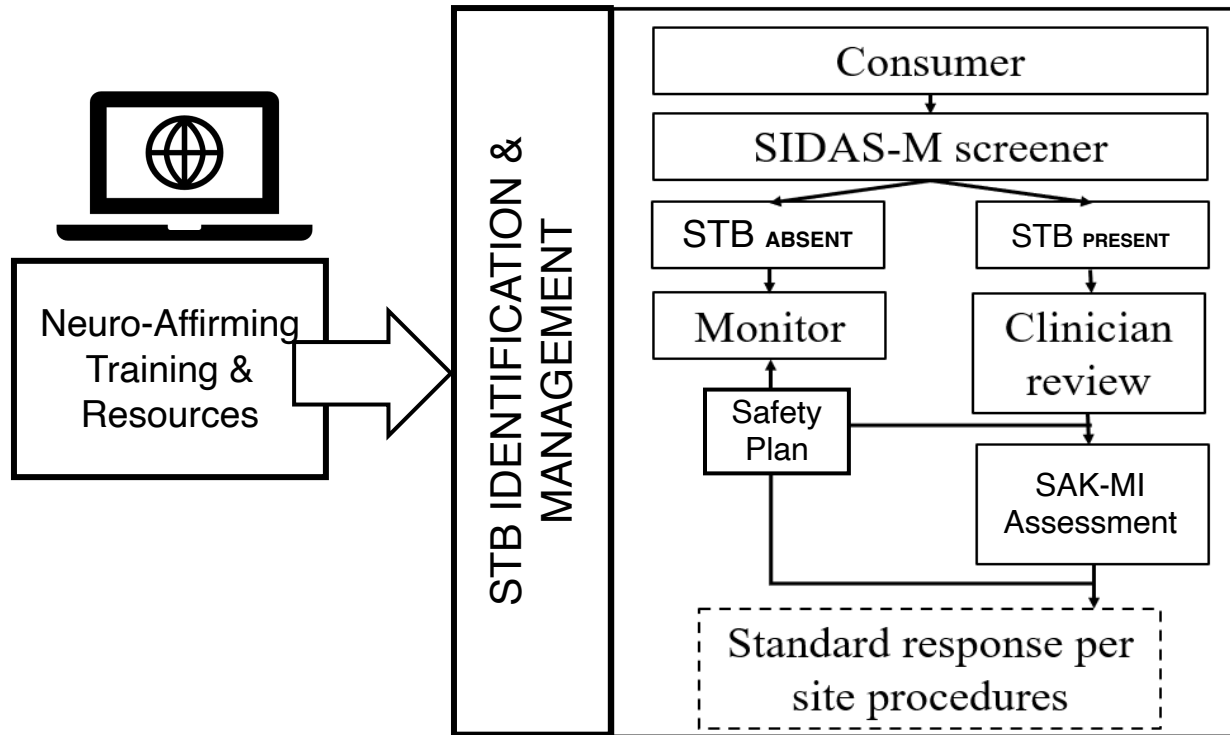 Neuro-Affirming
Training &
Resources
STB IDENTIFICATION &
MANAGEMENT
Consumer
SIDAS-M screener
STB ABSENT
STB PRESENT
Monitor
Clinician
review
Safety
Plan
SAK-MI
Assessment
Standard response per
site procedures